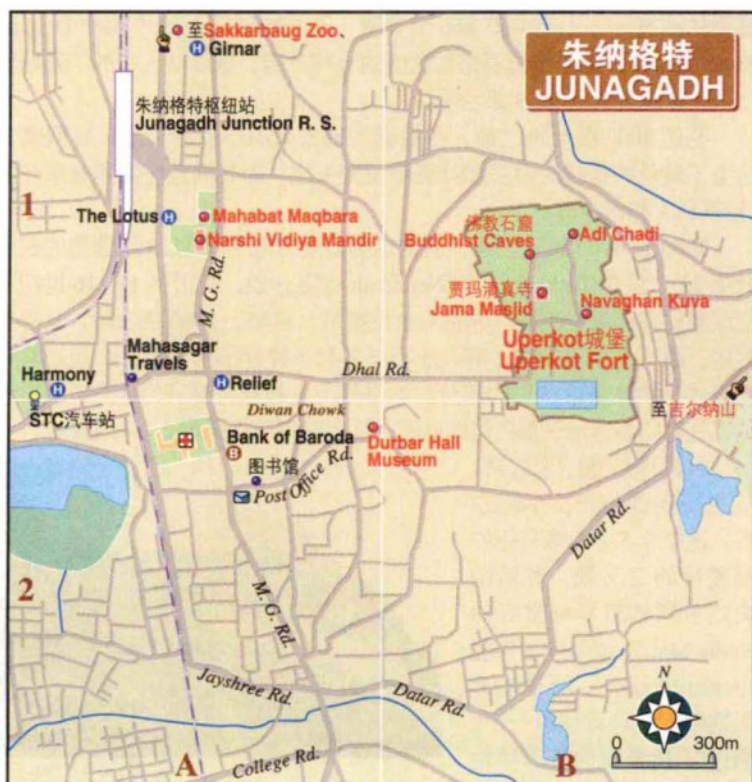 至Sakkarbaug Zoo、
Girnar
朱纳格特
JUNAGADH
朱纳格特枢纽站
Junagadh Junction R. S.
1
The Lotus
Mahabat Maqbara
Narshi Vidiya Mandir
M. G. Rd.
佛教石窟
Buddhist Caves
Adi Chadi
贾玛清真寺
Jama Masjid
Navaghan Kuva
Uperkot城堡
Uperkot Fort
Mahasagar
Travels
Harmony
Relief
Dhal Rd.
STC汽车站
Diwan Chowk
至吉尔纳山
Bank of Baroda
B
图书馆
Durbar Hall
Museum
Post Office Rd.
Datar Rd.
2
M. G. Rd.
Jayshree Rd.
Datar Rd.
N
0 300m
A
College Rd.
B
H
H
H
H